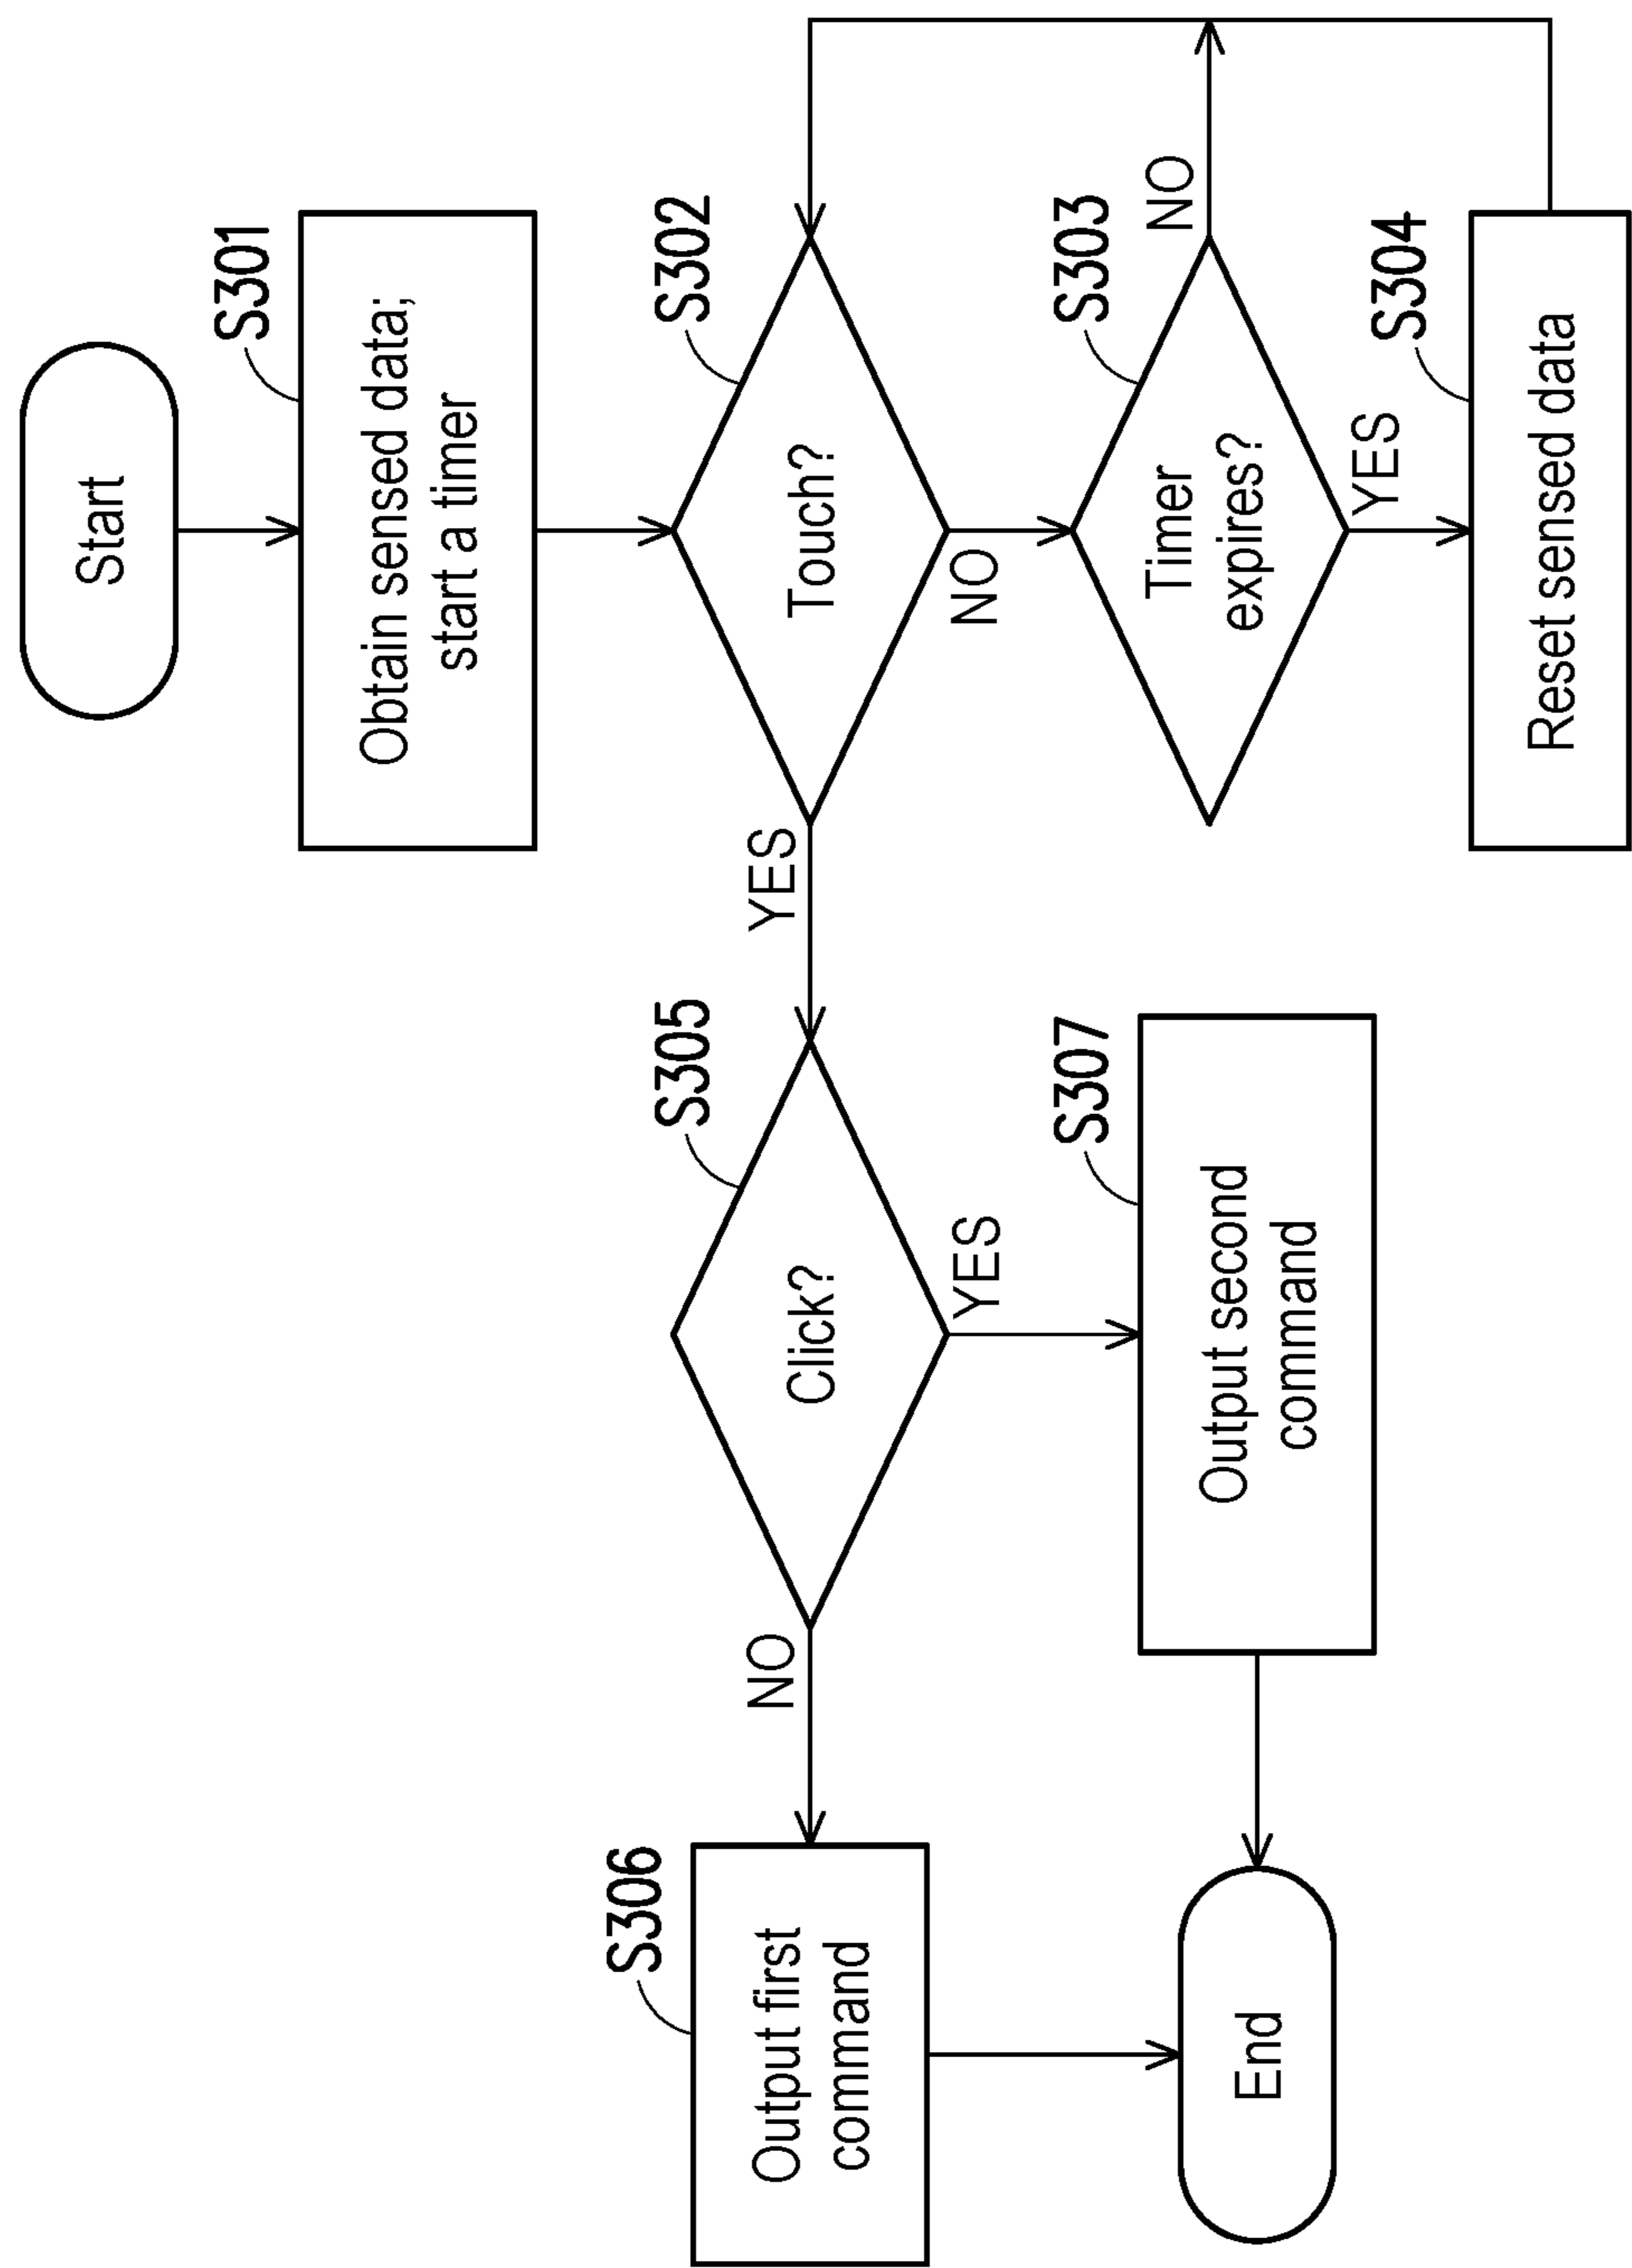 Start
S301
Obtain sensed data;
start a timer
S302
Touch?
YES
NO
S303
Timer
expires?
NO
YES
S304
Reset sensed data
S305
Click?
NO
YES
S306
Output first
command
S307
Output second
command
End